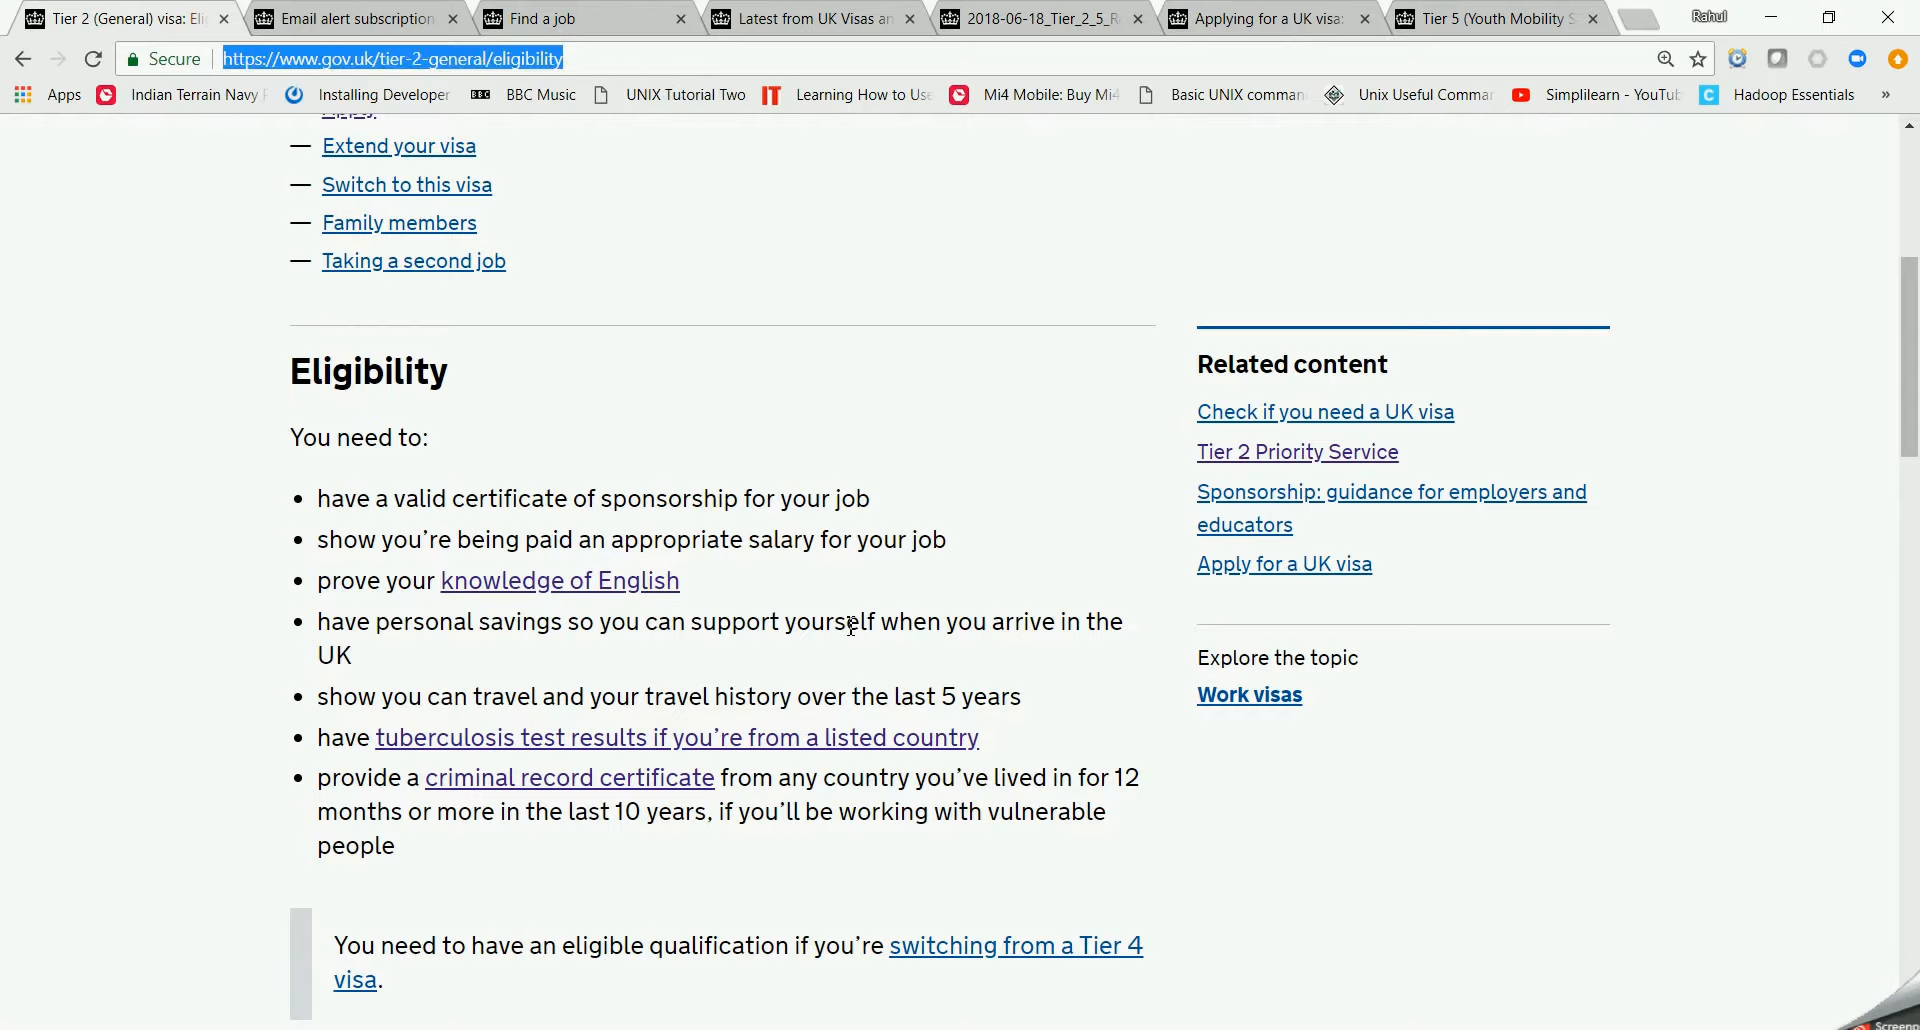 Tier 2 (General) visa: Eli
Email alert subscription
Find a job
Latest from UK Visas an
2018-06-18_Tier_2_5_R
Applying for a UK visa:
Tier 5 (Youth Mobility S
Rahul
Secure
https://www.gov.uk/tier-2-general/eligibility
Apps
Indian Terrain Navy
Installing Developer
BBC
BBC Music
UNIX Tutorial Two
IT
Learning How to Use
Mi4 Mobile: Buy Mi4
Basic UNIX comman
Unix Useful Comman
Simplilearn - YouTub
C
Hadoop Essentials
»
Apply
— Extend your visa
— Switch to this visa
— Family members
— Taking a second job
Eligibility
You need to:
• have a valid certificate of sponsorship for your job
• show you’re being paid an appropriate salary for your job
• prove your knowledge of English
• have personal savings so you can support yourself when you arrive in the
UK
• show you can travel and your travel history over the last 5 years
• have tuberculosis test results if you’re from a listed country
• provide a criminal record certificate from any country you’ve lived in for 12
months or more in the last 10 years, if you’ll be working with vulnerable
people
You need to have an eligible qualification if you’re switching from a Tier 4
visa.
Related content
Check if you need a UK visa
Tier 2 Priority Service
Sponsorship: guidance for employers and
educators
Apply for a UK visa
Explore the topic
Work visas